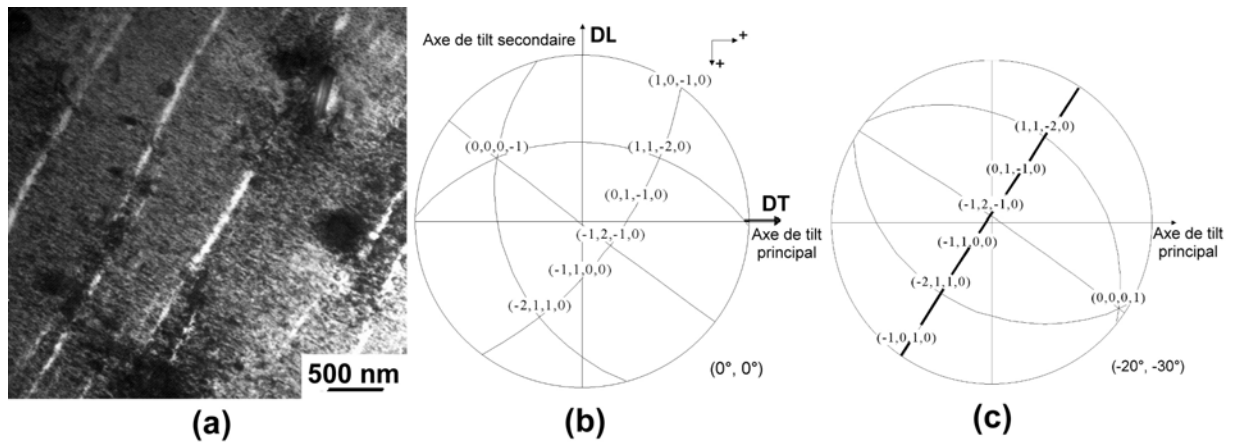 500 nm
(a)
Axe de tilt secondaire DL
+
+
(1,0,-1,0)
(0,0,0,-1)
(1,1,-2,0)
(0,1,-1,0)
DT
Axe de tilt
principal
(-1,2,-1,0)
(-1,1,0,0)
(-2,1,1,0)
(0°, 0°)
(b)
(1,1,-2,0)
(0,1,-1,0)
(-1,2,-1,0)
Axe de tilt
principal
(-1,1,0,0)
(-2,1,1,0)
(0,0,0,1)
(-1,0,1,0)
(-20°, -30°)
(c)